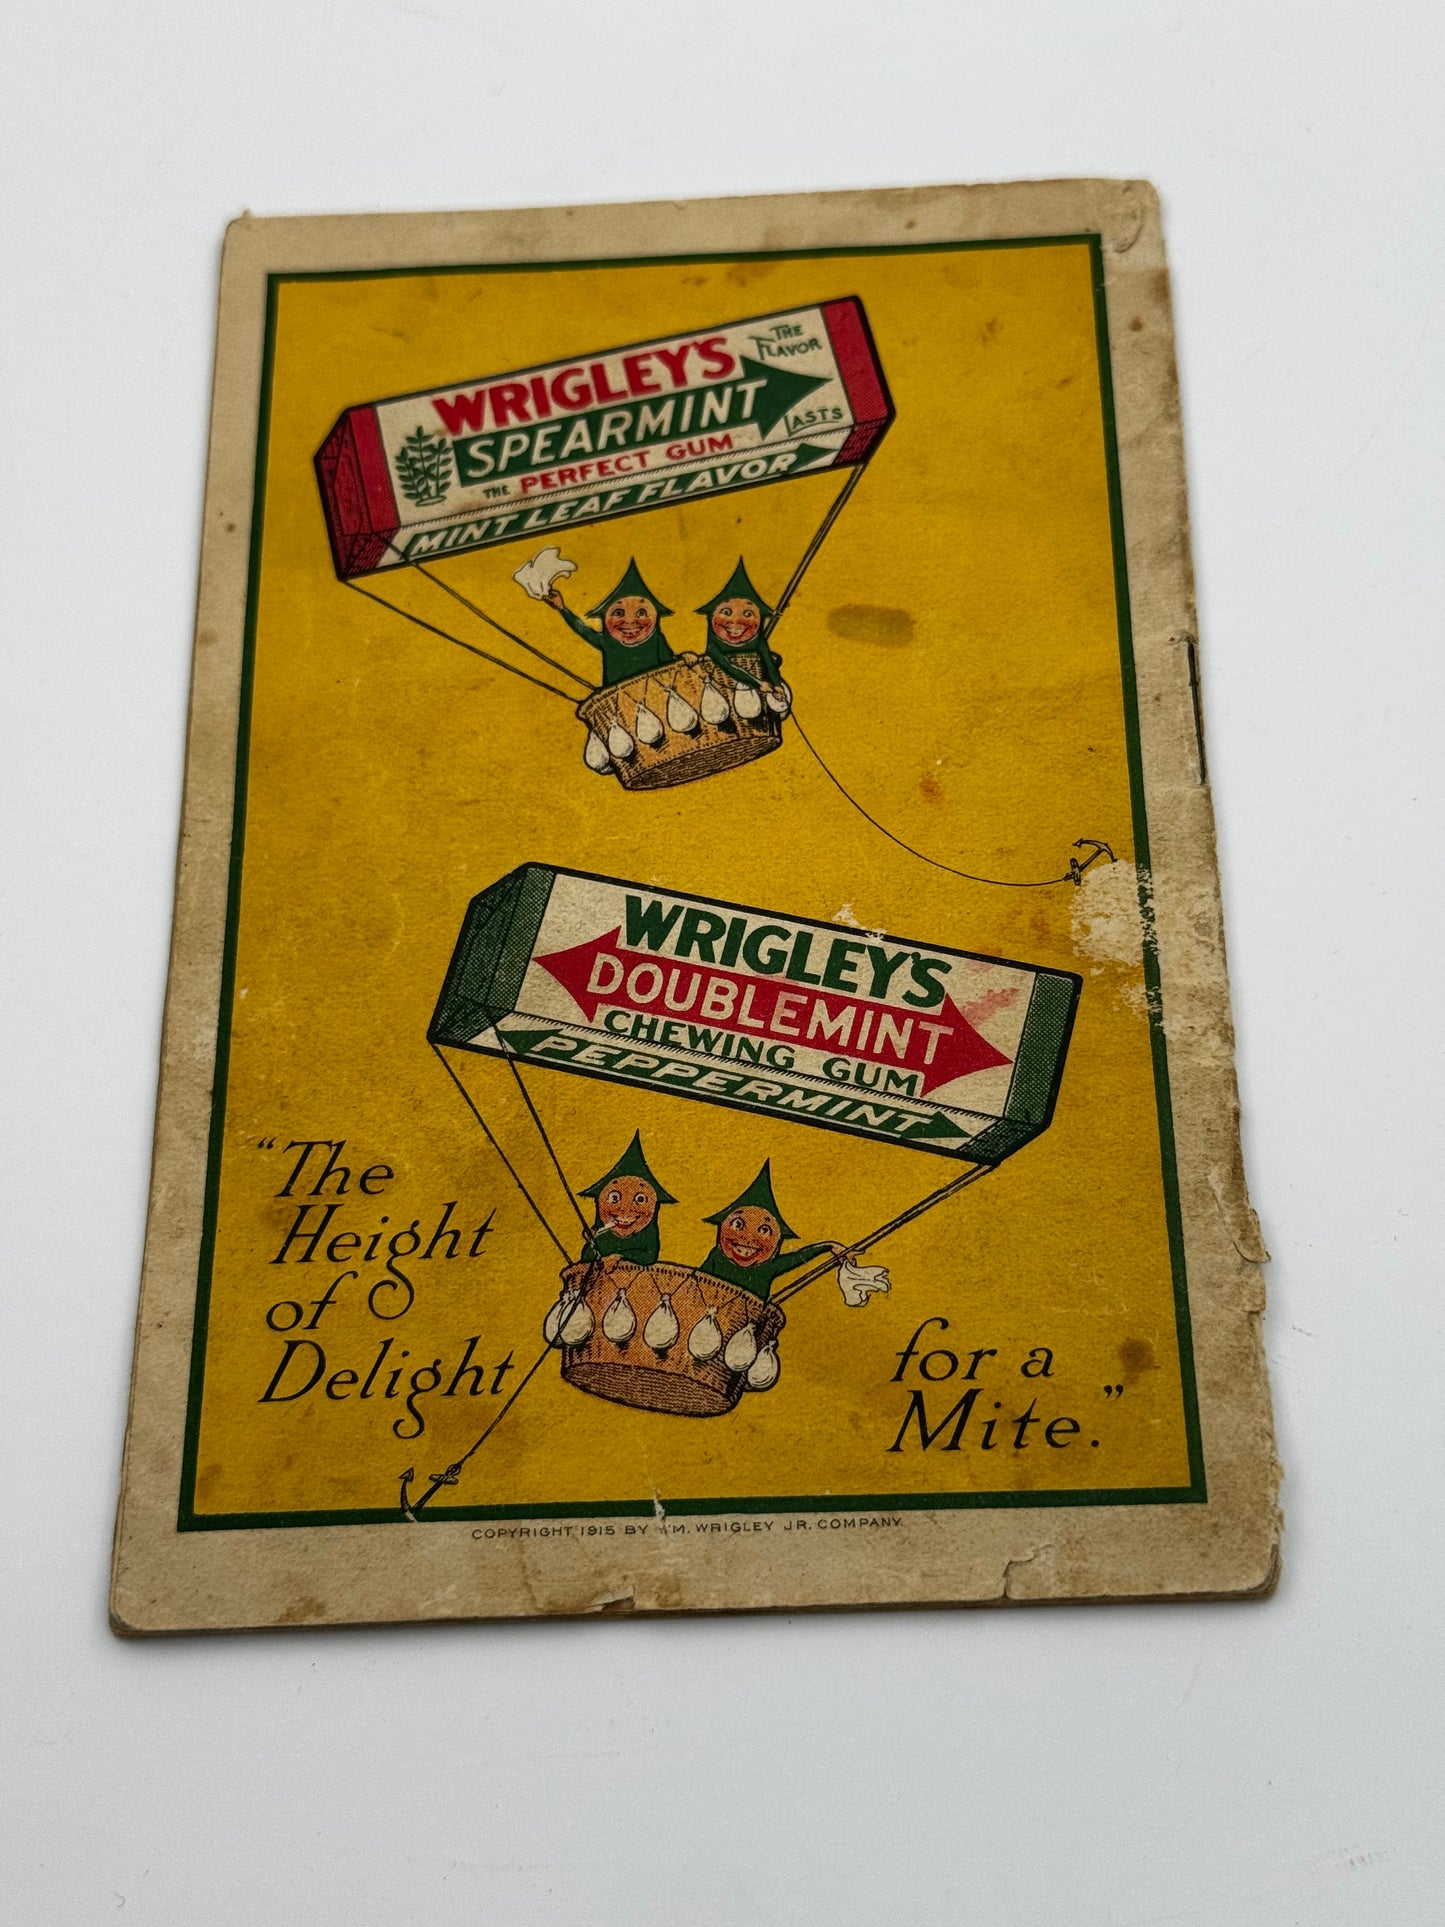 WRIGLEY'S
THE
FLAVOR
SPEARMINT
LASTS
THE PERFECT GUM
MINT LEAF FLAVOR
WRIGLEY'S
DOUBLEMINT
CHEWING GUM
PEPPERMINT
"The
Height
of
Delight
for a
Mite."
COPYRIGHT 1915 BY WM. WRIGLEY JR. COMPANY.